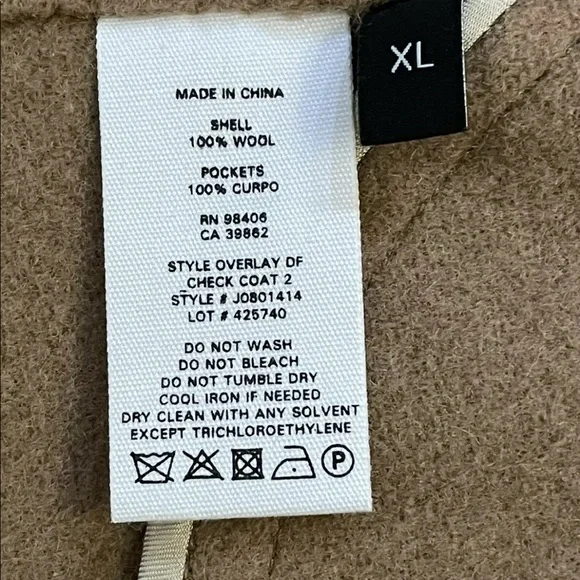 XL
MADE IN CHINA
SHELL
100% WOOL
POCKETS
100% CURPO
RN 98406
CA 39862
STYLE OVERLAY DF
CHECK COAT 2
STYLE # J0801414
LOT # 425740
DO NOT WASH
DO NOT BLEACH
DO NOT TUMBLE DRY
COOL IRON IF NEEDED
DRY CLEAN WITH ANY SOLVENT
EXCEPT TRICHLOROETHYLENE
P